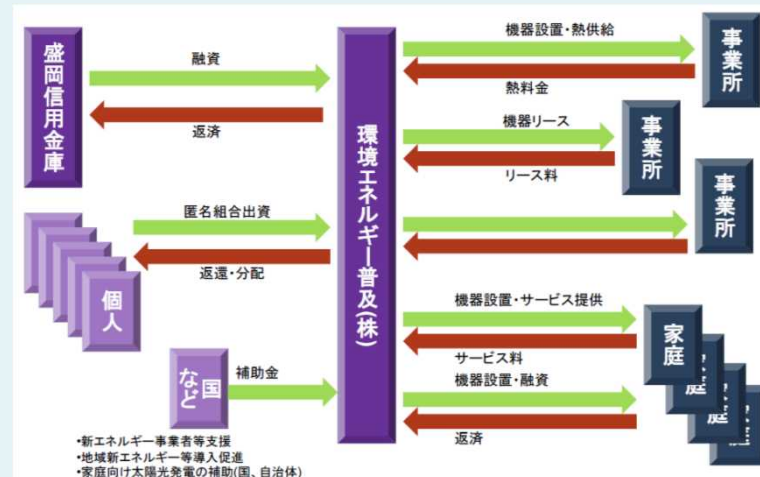 盛岡信用金庫
融資
返済
匿名組合出資
返還・分配
個人
国など
補助金
•新エネルギー事業者等支援
•地域新エネルギー等導入促進
•家庭向け太陽光発電の補助(国、自治体)
環境エネルギー普及(株)
機器設置・熱供給
熱料金
事業所
機器リース
リース料
事業所
事業所
機器設置・サービス提供
サービス料
家庭
機器設置・融資
返済
家庭
家庭
家庭